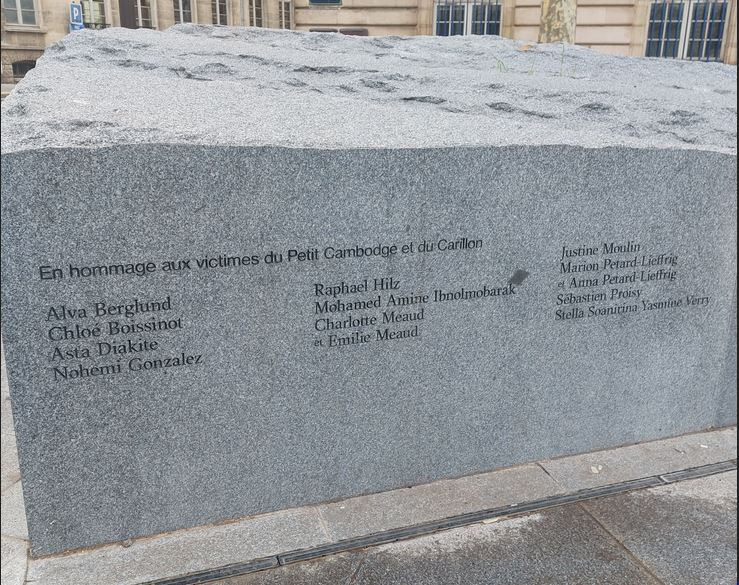 En hommage aux victimes du Petit Cambodge et du Carillon
Alva Berglund
Chloé Boissinot
Asta Diakite
Nohemi Gonzalez
Raphael Hilz
Mohamed Amine Ibnolmobarak
Charlotte Meaud
et Emilie Meaud
Justine Moulin
Marion Petard-Lieffrig
et Anna Petard-Lieffrig
Sébastien Proisy
Stella Soanirina Yasmine Verry
P